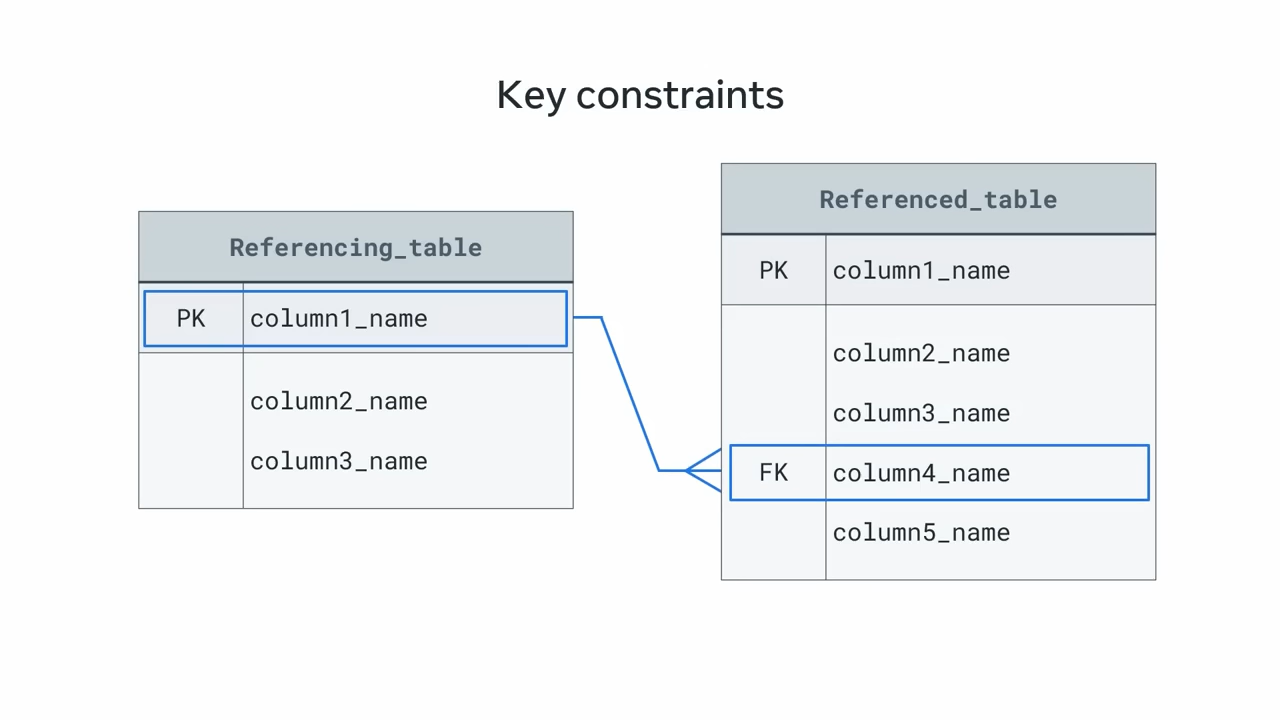 Key constraints
Referencing_table
PK column1_name
column2_name
column3_name
Referenced_table
PK column1_name
column2_name
column3_name
FK column4_name
column5_name